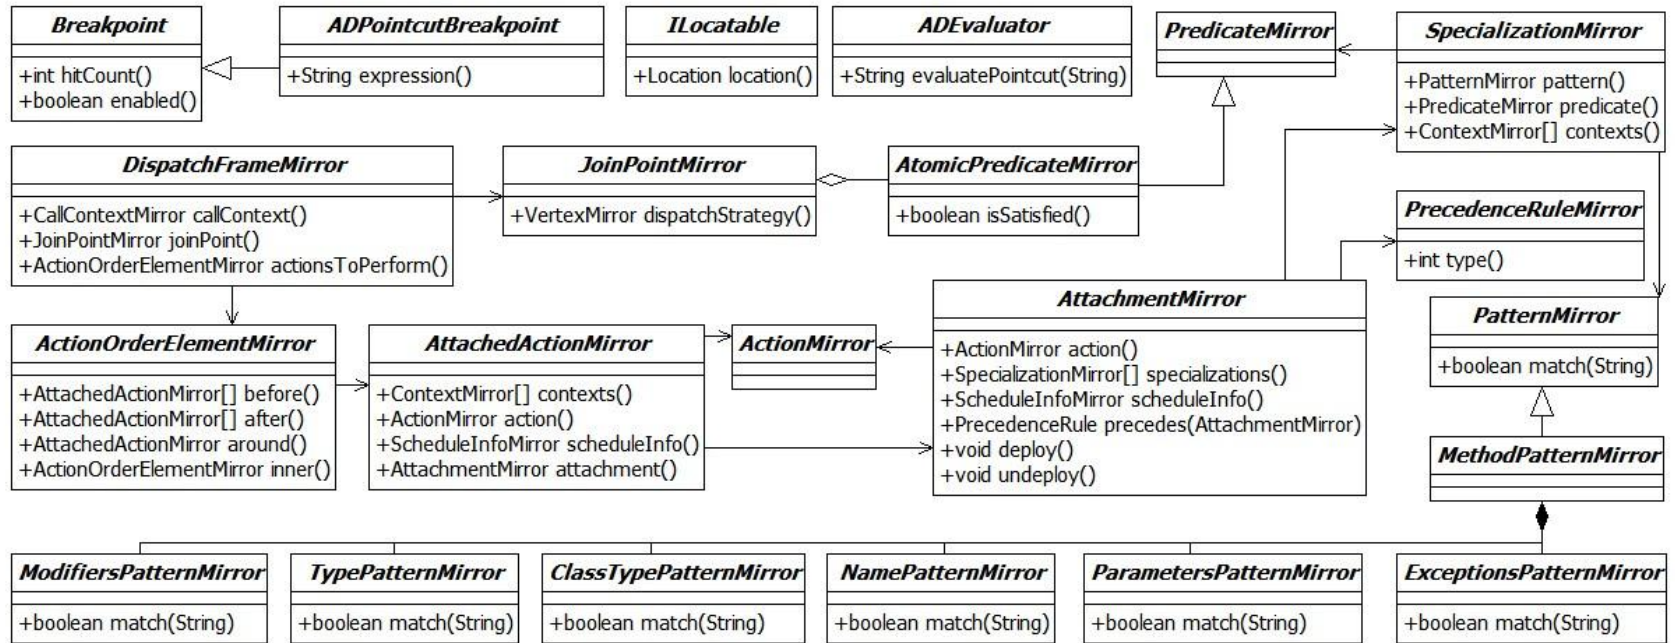 Breakpoint
+int hitCount()
+boolean enabled()
ADPointcutBreakpoint
+String expression()
ILocatable
+Location location()
ADEvaluator
+String evaluatePointcut(String)
PredicateMirror
SpecializationMirror
+PatternMirror pattern()
+PredicateMirror predicate()
+ContextMirror[] contexts()
DispatchFrameMirror
+CallContextMirror callContext()
+JoinPointMirror joinPoint()
+ActionOrderElementMirror actionsToPerform()
JoinPointMirror
+VertexMirror dispatchStrategy()
AtomicPredicateMirror
+boolean isSatisfied()
PrecedenceRuleMirror
+int type()
ActionOrderElementMirror
+AttachedActionMirror[] before()
+AttachedActionMirror[] after()
+AttachedActionMirror around()
+ActionOrderElementMirror inner()
AttachedActionMirror
+ContextMirror[] contexts()
+ActionMirror action()
+ScheduleInfoMirror scheduleInfo()
+AttachmentMirror attachment()
ActionMirror
AttachmentMirror
+ActionMirror action()
+SpecializationMirror[] specializations()
+ScheduleInfoMirror scheduleInfo()
+PrecedenceRule precedes(AttachmentMirror)
+void deploy()
+void undeploy()
PatternMirror
+boolean match(String)
MethodPatternMirror
ModifiersPatternMirror
+boolean match(String)
TypePatternMirror
+boolean match(String)
ClassTypePatternMirror
+boolean match(String)
NamePatternMirror
+boolean match(String)
ParametersPatternMirror
+boolean match(String)
ExceptionsPatternMirror
+boolean match(String)